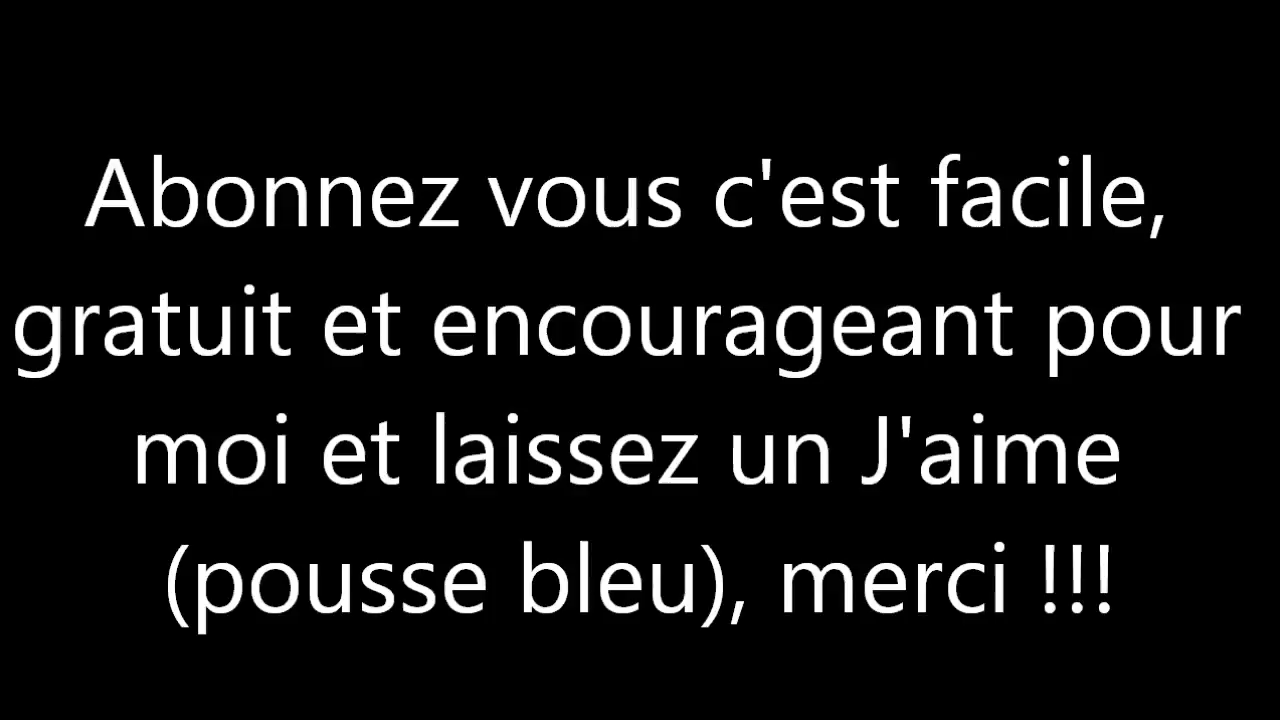 Abonnez vous c'est facile,
gratuit et encourageant pour
moi et laissez un J'aime
(pousse bleu), merci !!!